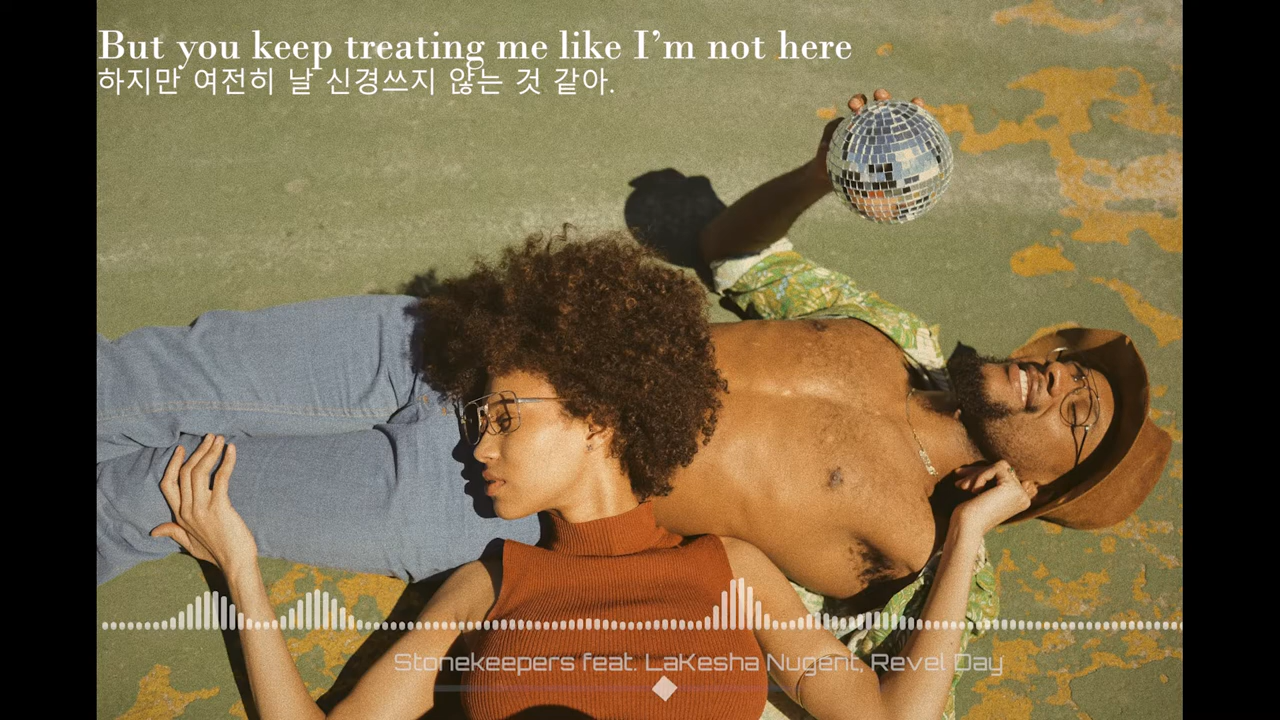 But you keep treating me like I'm not here
하지만 여전히 날 신경쓰지 않는 것 같아.
Stonekeepers feat. LaKesha Nugent, Revel Day